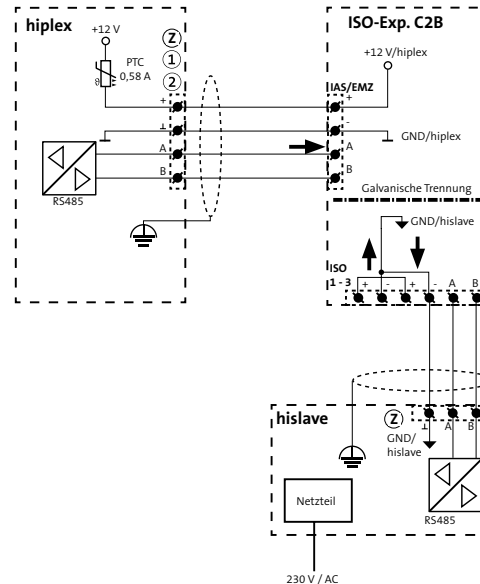 hiplex
+12 V
PTC
0,58 A
ϑ
Z
1
2
+
⊥
A
B
RS485
ISO-Exp. C2B
+12 V/hiplex
IAS/EMZ
+
-
GND/hiplex
A
B
Galvanische Trennung
GND/hislave
ISO
1 - 3
+ - + - A B
hislave
Z
⊥ A B
GND/
hislave
Netzteil
RS485
230 V / AC